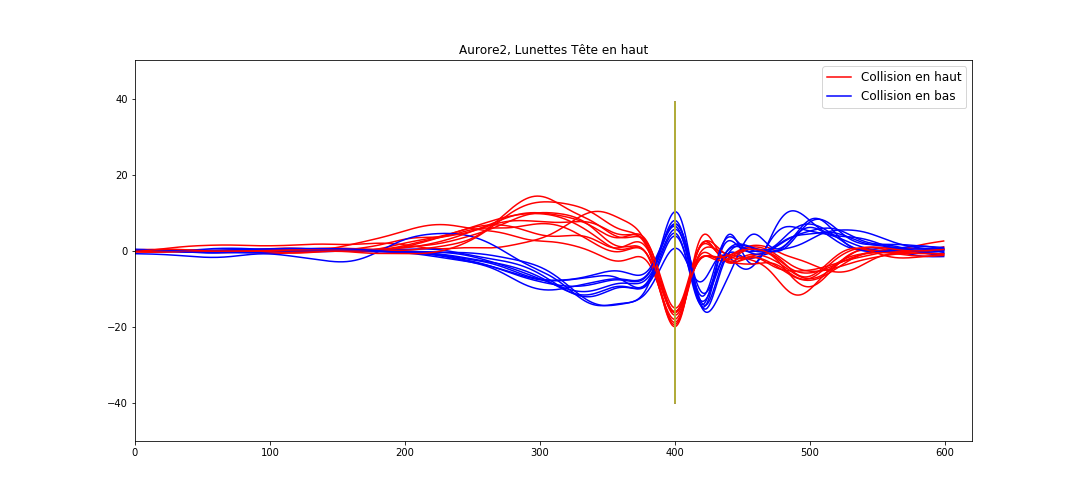 Aurore2, Lunettes Tête en haut
Collision en haut
Collision en bas
40
20
0
−20
−40
0 100 200 300 400 500 600